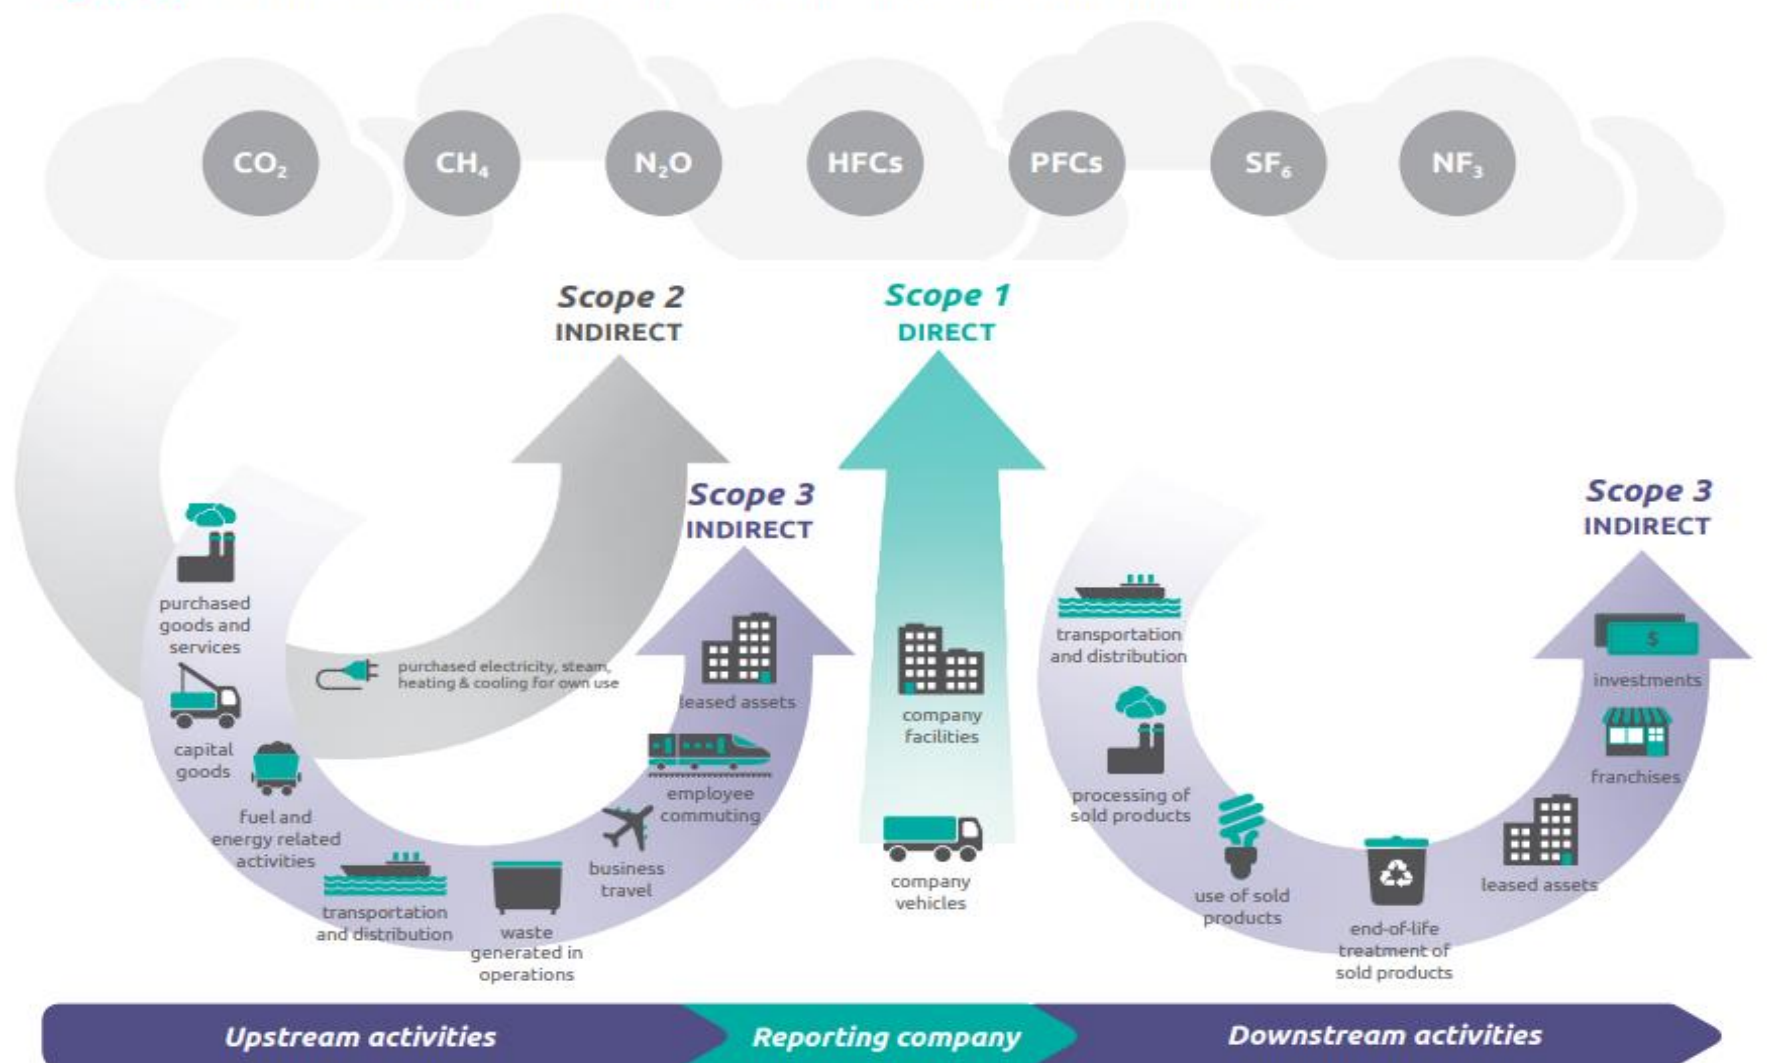 CO₂
CH₄
N₂O
HFCs
PFCs
SF₆
NF₃
Scope 2
INDIRECT
Scope 1
DIRECT
Scope 3
INDIRECT
Scope 3
INDIRECT
purchased
goods and
services
capital
goods
fuel and
energy related
activities
purchased electricity, steam,
heating & cooling for own use
transportation
and distribution
waste
generated in
operations
business
travel
employee
commuting
leased assets
company
facilities
company
vehicles
transportation
and distribution
processing of
sold products
use of sold
products
end-of-life
treatment of
sold products
leased assets
franchises
$
investments
Upstream activities
Reporting company
Downstream activities